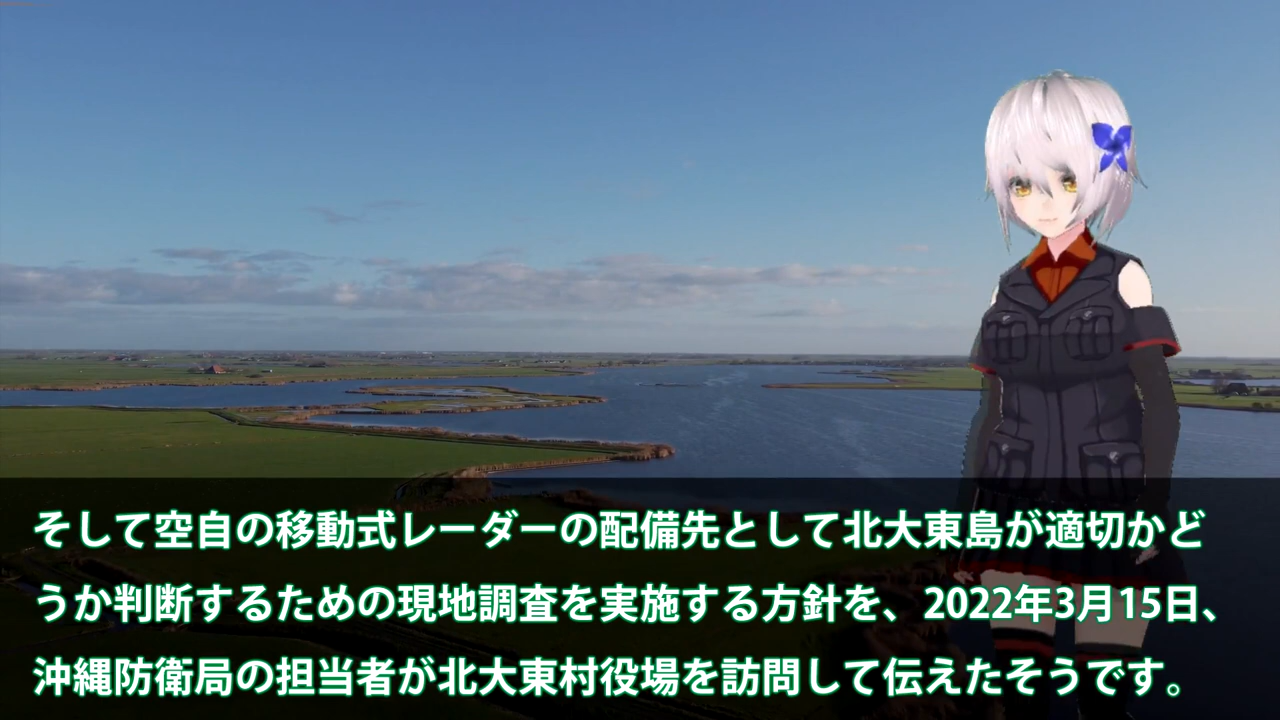 そして空自の移動式レーダーの配備先として北大東島が適切かど
うか判断するための現地調査を実施する方針を、2022年3月15日、
沖縄防衛局の担当者が北大東村役場を訪問して伝えたそうです。